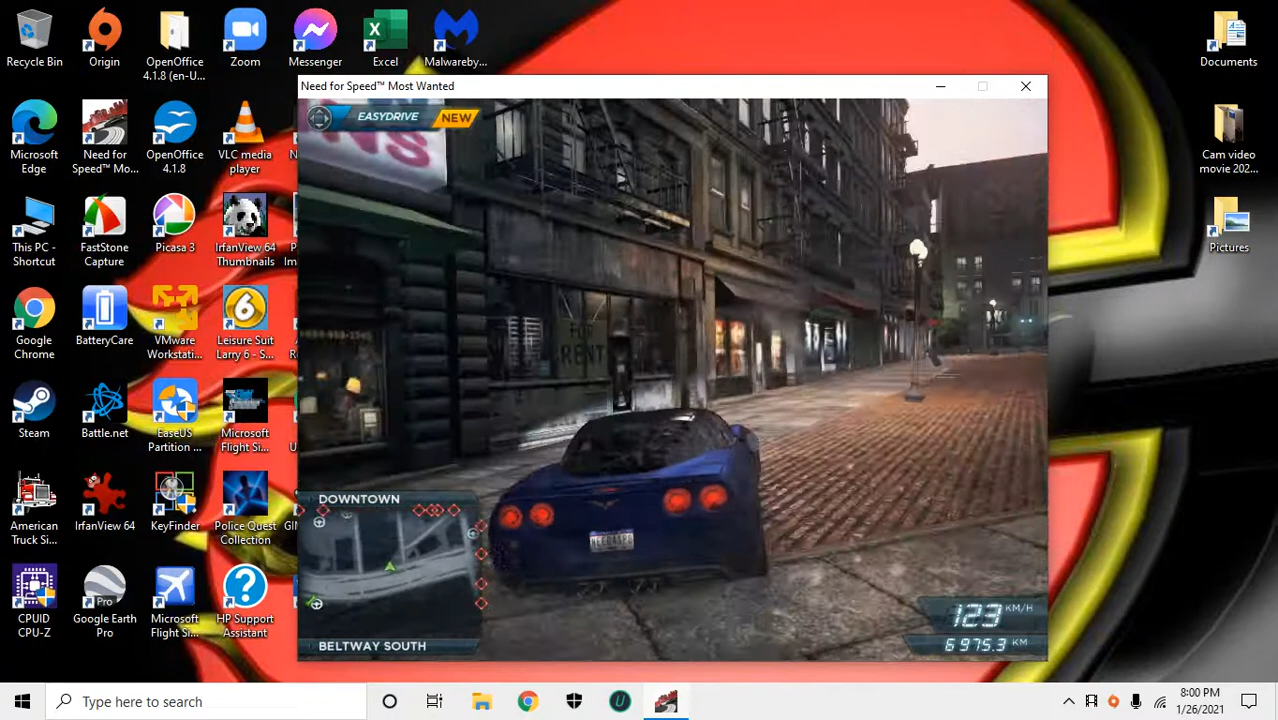 Recycle Bin
Origin
OpenOffice
4.1.8 (en-U...
Zoom
Messenger
Excel
Malwareby...
Documents
Microsoft
Edge
Need for
Speed™ Mo...
OpenOffice
4.1.8
VLC media
player
Cam video
movie 202...
This PC -
Shortcut
FastStone
Capture
Picasa 3
IrfanView 64
Thumbnails
Pictures
Google
Chrome
BatteryCare
VMware
Workstati...
Leisure Suit
Larry 6 - S...
Steam
Battle.net
EaseUS
Partition ...
Microsoft
Flight Si...
American
Truck Si...
IrfanView 64
KeyFinder
Police Quest
Collection
CPUID
CPU-Z
Google Earth
Pro
Microsoft
Flight Si...
HP Support
Assistant
Need for Speed™ Most Wanted
EASYDRIVE NEW
FOR
RENT
DOWNTOWN
BELTWAY SOUTH
123 KM/H
6975.3 KM
Type here to search
8:00 PM
1/26/2021